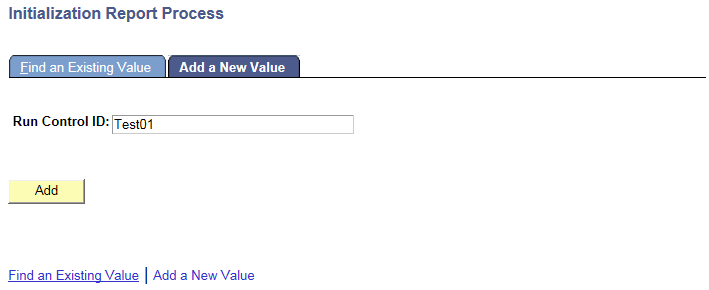 Initialization Report Process
Find an Existing Value Add a New Value
Run Control ID: Test01
Add
Find an Existing Value | Add a New Value